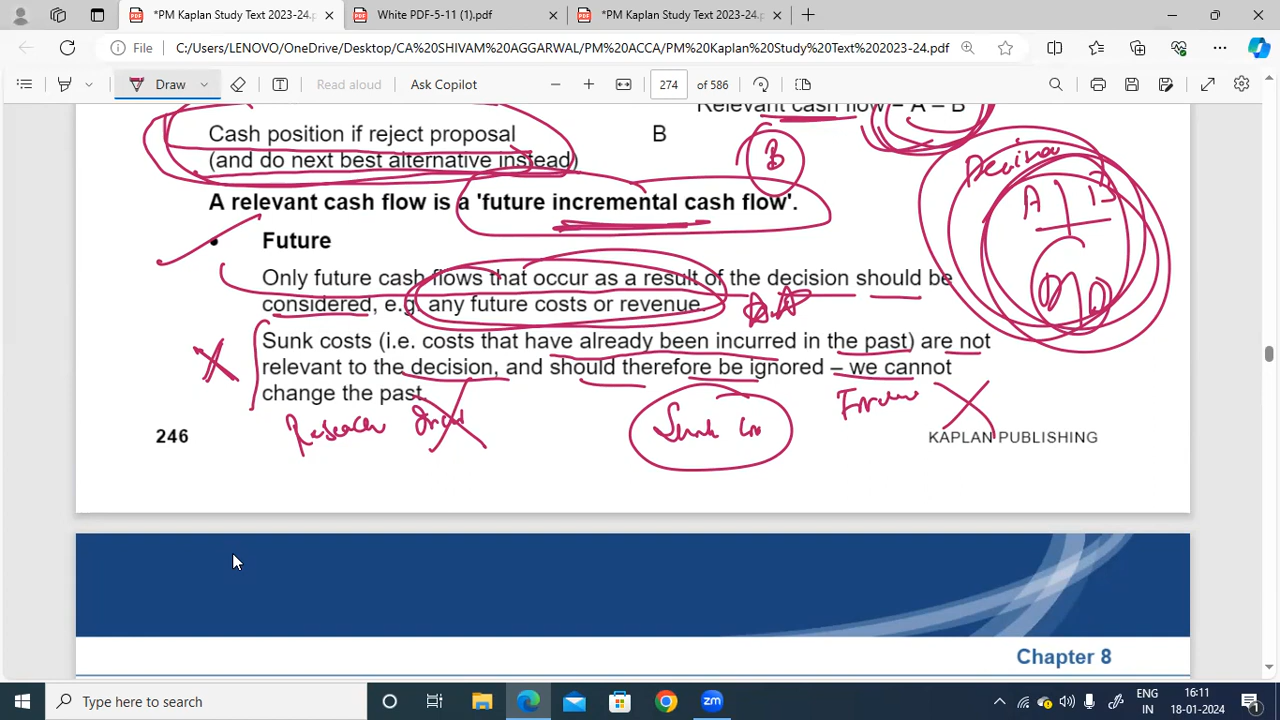 *PM Kaplan Study Text 2023-24.p
White PDF-5-11 (1).pdf
*PM Kaplan Study Text 2023-24.p
File
C:/Users/LENOVO/OneDrive/Desktop/CA%20SHIVAM%20AGGARWAL/PM%20ACCA/PM%20Kaplan%20Study%20Text%202023-24.pdf
Draw
Read aloud
Ask Copilot
274 of 586
Relevant cash flow = A – B
Cash position if reject proposal B
(and do next best alternative instead)
B
Decision
A B
A relevant cash flow is a 'future incremental cash flow'.
• Future
Only future cash flows that occur as a result of the decision should be
considered, e.g. any future costs or revenue.
Sunk costs (i.e. costs that have already been incurred in the past) are not
relevant to the decision, and should therefore be ignored – we cannot
change the past.
Research
Sunk
Future
246
KAPLAN PUBLISHING
Chapter 8
Type here to search
zm
ENG
IN
16:11
18-01-2024
1